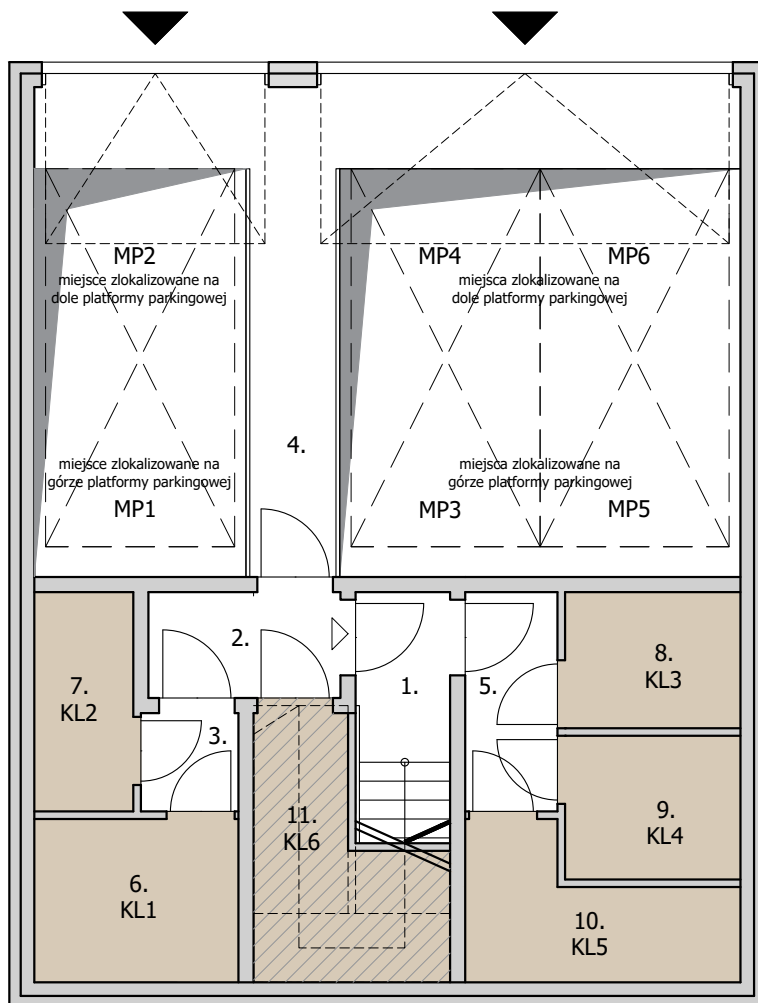 MP2
miejsce zlokalizowane na
dole platformy parkingowej
MP4
MP6
miejsca zlokalizowane na
dole platformy parkingowej
4.
miejsce zlokalizowane na
górze platformy parkingowej
MP1
miejsca zlokalizowane na
górze platformy parkingowej
MP3
MP5
7.
KL2
2.
1.
5.
8.
KL3
3.
11.
KL6
9.
KL4
6.
KL1
10.
KL5